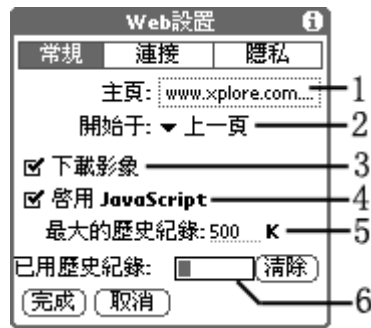 Web設置
常規 連接 隱私
主頁: www.xplore.com.... 1
開始于: 上一頁 2
下載影象 3
啓用 JavaScript 4
最大的歷史紀錄: 500 K 5
已用歷史紀錄: 清除
6
完成 取消